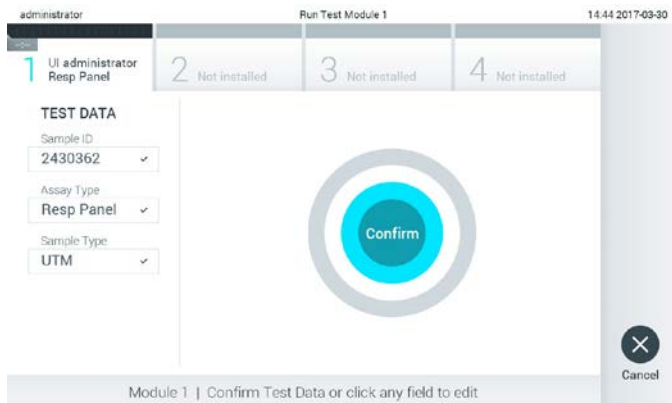 administrator Run Test Module 1 14:44 2017-03-30
1 UI administrator 2 Not installed 3 Not installed 4 Not installed
Resp Panel
TEST DATA
Sample ID
2430362
Assay Type
Resp Panel
Sample Type
UTM
Confirm
Cancel
Module 1 | Confirm Test Data or click any field to edit